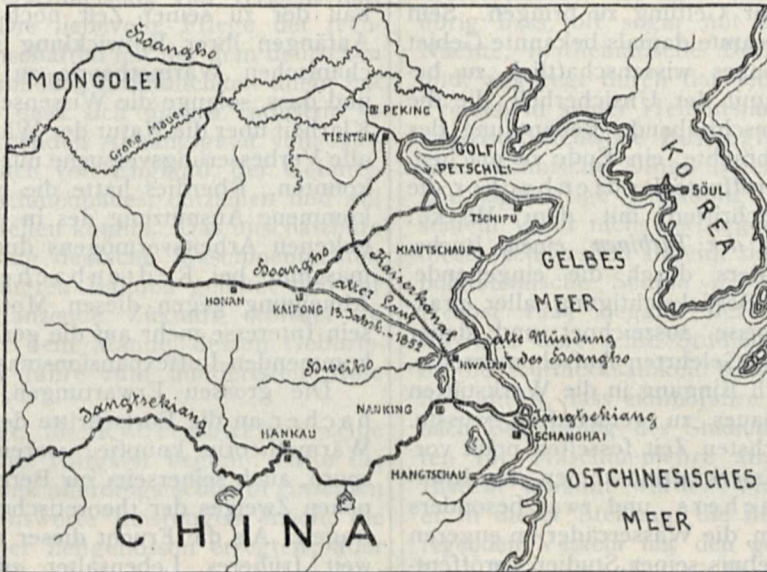 Hoangho
MONGOLEI
Große Mauer
PEKING
TIENTSIN
GOLF
PETSCHILI
TSCHIFU
KOREA
SÖUL
KIAUTSCHAU
GELBES
MEER
Hoangho
Kaiserkanal
HONAM
KAIFONG
alter Lauf
13. Jahrh. - 1852
alte Mündung
des Hoangho
HWAIAN
Hweiho
Jangtsekiang
HANKAU
NANKING
Jangtsekiang
SCHANGHAI
HANGTSCHAU
OSTCHINESISCHES
MEER
CHINA